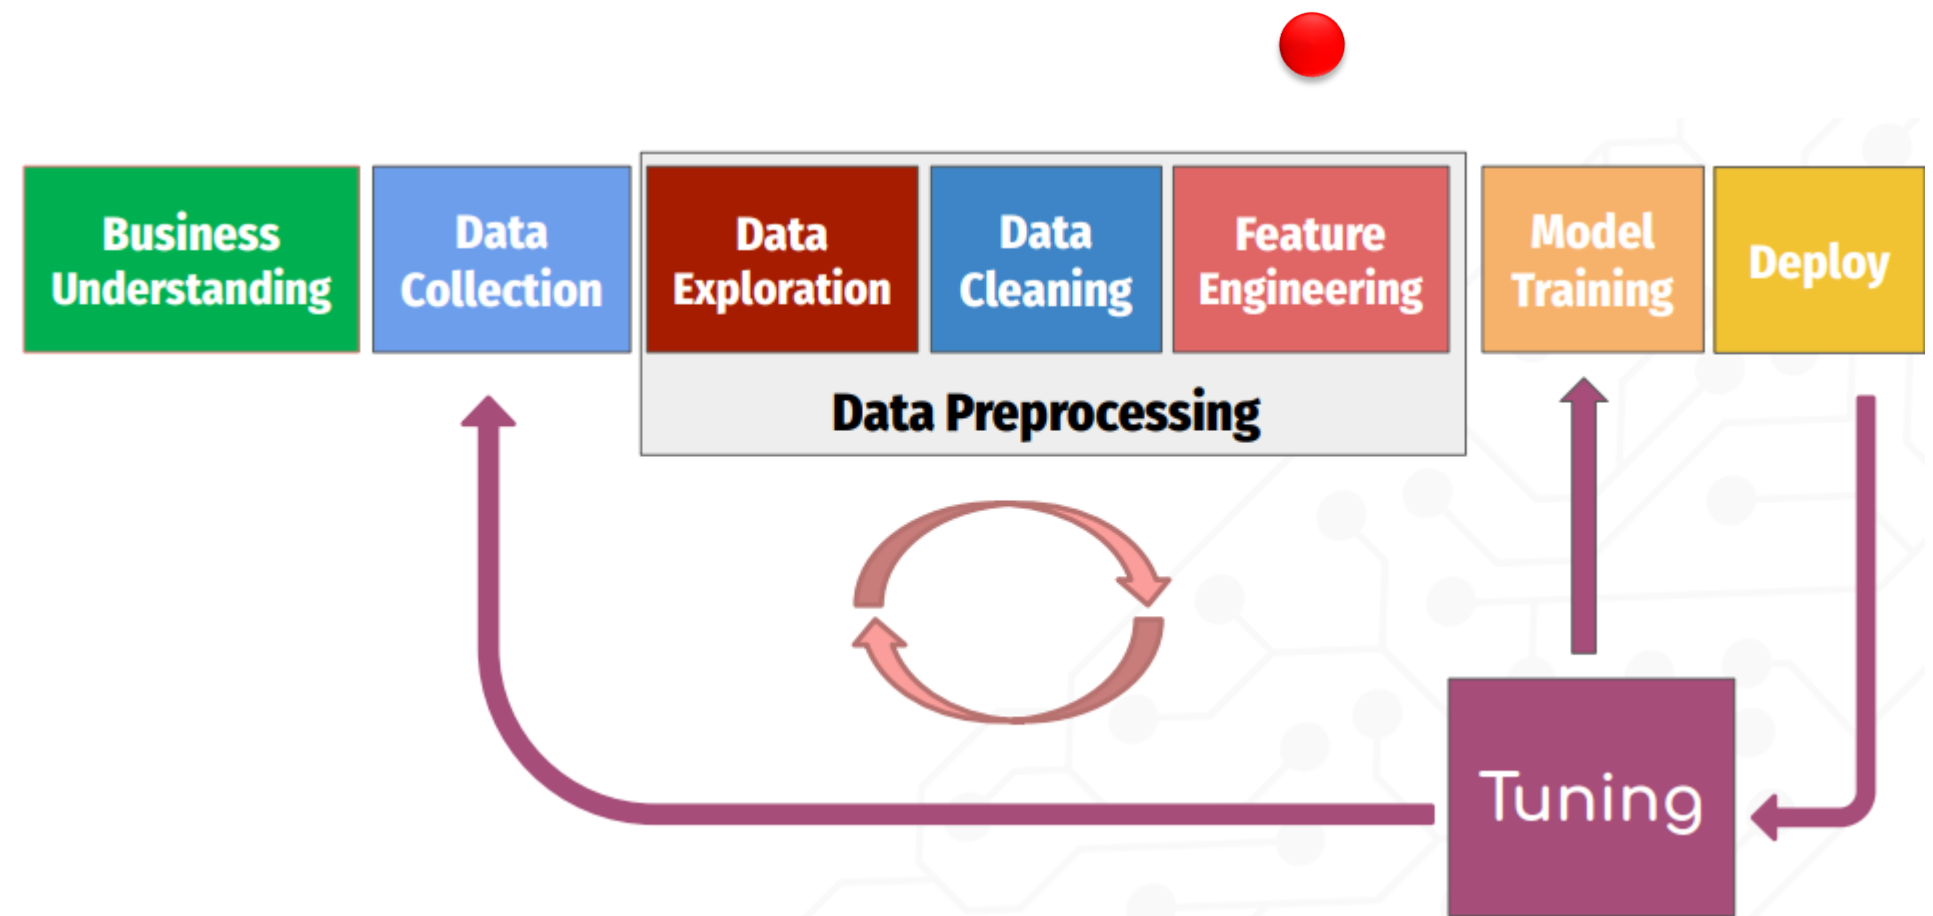 Business
Understanding
Data
Collection
Data
Exploration
Data
Cleaning
Feature
Engineering
Model
Training
Deploy
Data Preprocessing
Tuning